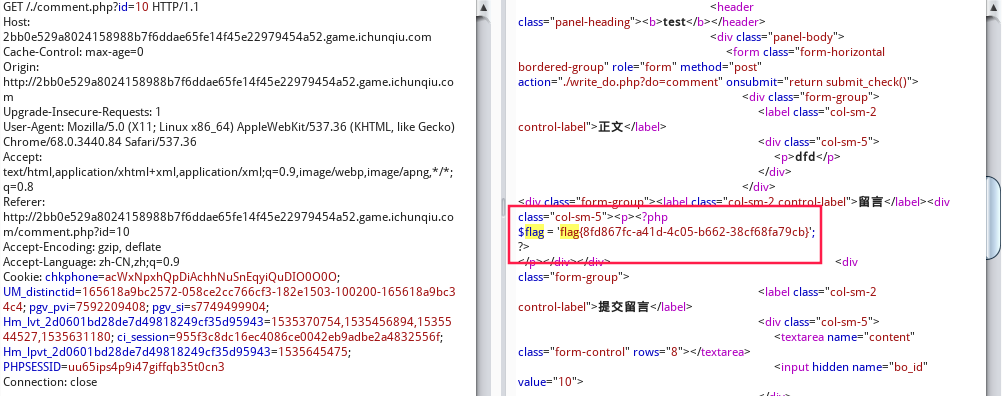 GET /./comment.php?id=10 HTTP/1.1
Host:
2bb0e529a8024158988b7f6ddae65fe14f45e22979454a52.game.ichunqiu.com
Cache-Control: max-age=0
Origin:
http://2bb0e529a8024158988b7f6ddae65fe14f45e22979454a52.game.ichunqiu.co
m
Upgrade-Insecure-Requests: 1
User-Agent: Mozilla/5.0 (X11; Linux x86_64) AppleWebKit/537.36 (KHTML, like Gecko)
Chrome/68.0.3440.84 Safari/537.36
Accept:
text/html,application/xhtml+xml,application/xml;q=0.9,image/webp,image/apng,*/*;
q=0.8
Referer:
http://2bb0e529a8024158988b7f6ddae65fe14f45e22979454a52.game.ichunqiu.co
m/comment.php?id=10
Accept-Encoding: gzip, deflate
Accept-Language: zh-CN,zh;q=0.9
Cookie: chkphone=acWxNpxhQpDiAchhNuSnEqyiQuDIO0O0O;
UM_distinctid=165618a9bc2572-058ce2cc766cf3-182e1503-100200-165618a9bc3
4c4; pgv_pvi=7592209408; pgv_si=s7749499904;
Hm_lvt_2d0601bd28de7d49818249cf35d95943=1535370754,1535456894,15355
44527,1535631180; ci_session=955f3c8dc16ec4086ce0042eb9adbe2a4832556f;
Hm_lpvt_2d0601bd28de7d49818249cf35d95943=1535645475;
PHPSESSID=uu65ips4p9i47giffqb35t0cn3
Connection: close
<header
class="panel-heading"><b>test</b></header>
<div class="panel-body">
<form class="form-horizontal
bordered-group" role="form" method="post"
action="./write_do.php?do=comment" onsubmit="return submit_check()">
<div class="form-group">
<label class="col-sm-2
control-label">正文</label>
<div class="col-sm-5">
<p>dfd</p>
</div>
</div>
<div class="form-group"><label class="col-sm-2 control-label">留言</label><div
class="col-sm-5"><p><?php
$flag = 'flag{8fd867fc-a41d-4c05-b662-38cf68fa79cb}';
?>
</p></div></div> <div
class="form-group">
<label class="col-sm-2
control-label">提交留言</label>
<div class="col-sm-5">
<textarea name="content"
class="form-control" rows="8"></textarea>
<input hidden name="bo_id"
value="10">